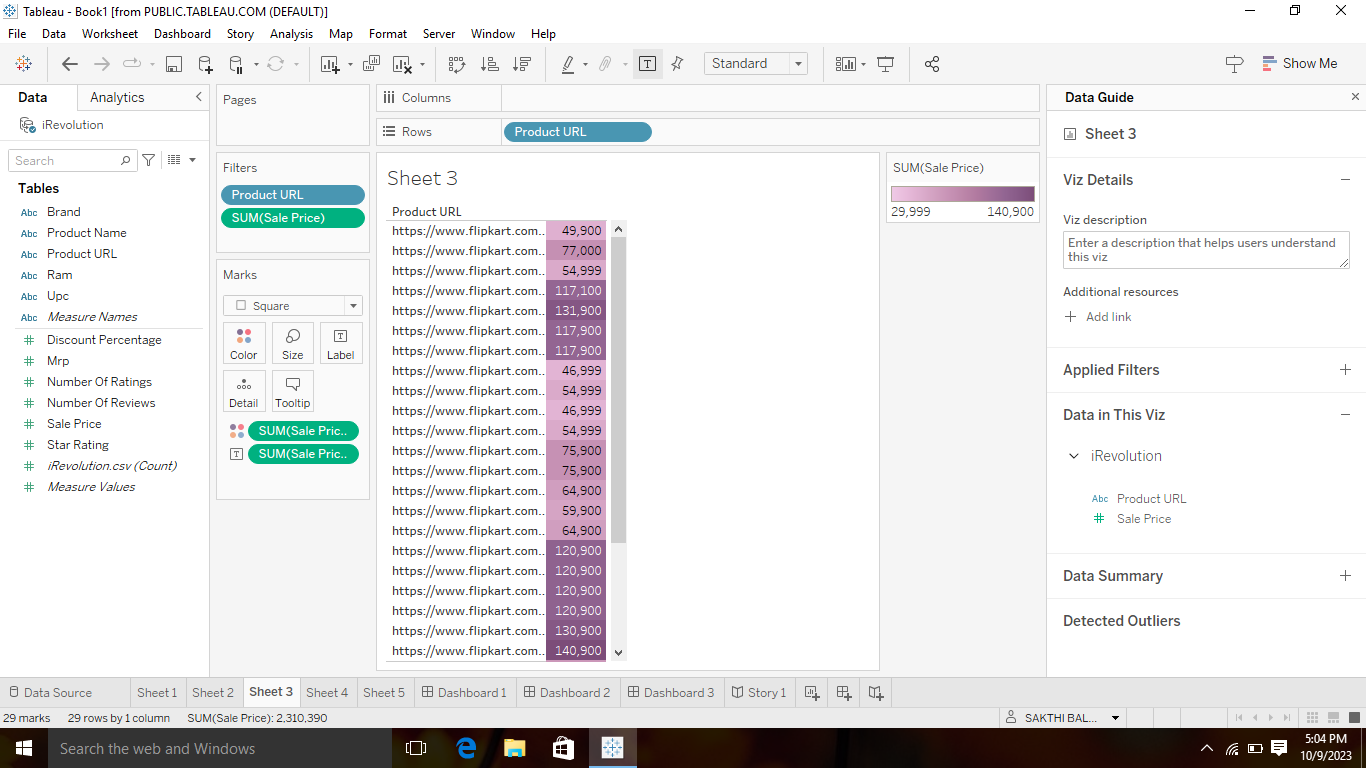 Tableau - Book1 [from PUBLIC.TABLEAU.COM (DEFAULT)]
File Data Worksheet Dashboard Story Analysis Map Format Server Window Help
Standard
Show Me
Data Analytics
iRevolution
Search
Tables
Abc Brand
Abc Product Name
Abc Product URL
Abc Ram
Abc Upc
Abc Measure Names
Discount Percentage
Mrp
Number Of Ratings
Number Of Reviews
Sale Price
Star Rating
iRevolution.csv (Count)
Measure Values
Pages
Filters
Product URL
SUM(Sale Price)
Marks
Square
Color Size Label
Detail Tooltip
SUM(Sale Pric..
SUM(Sale Pric..
Columns
Rows Product URL
Sheet 3
Product URL
https://www.flipkart.com.. 49,900
https://www.flipkart.com.. 77,000
https://www.flipkart.com.. 54,999
https://www.flipkart.com.. 117,100
https://www.flipkart.com.. 131,900
https://www.flipkart.com.. 117,900
https://www.flipkart.com.. 117,900
https://www.flipkart.com.. 46,999
https://www.flipkart.com.. 54,999
https://www.flipkart.com.. 46,999
https://www.flipkart.com.. 54,999
https://www.flipkart.com.. 75,900
https://www.flipkart.com.. 75,900
https://www.flipkart.com.. 64,900
https://www.flipkart.com.. 59,900
https://www.flipkart.com.. 64,900
https://www.flipkart.com.. 120,900
https://www.flipkart.com.. 120,900
https://www.flipkart.com.. 120,900
https://www.flipkart.com.. 120,900
https://www.flipkart.com.. 130,900
https://www.flipkart.com.. 140,900
SUM(Sale Price)
29,999 140,900
Data Guide
Sheet 3
Viz Details
Viz description
Enter a description that helps users understand
this viz
Additional resources
Add link
Applied Filters
Data in This Viz
iRevolution
Abc Product URL
Sale Price
Data Summary
Detected Outliers
Data Source Sheet 1 Sheet 2 Sheet 3 Sheet 4 Sheet 5 Dashboard 1 Dashboard 2 Dashboard 3 Story 1
29 marks 29 rows by 1 column SUM(Sale Price): 2,310,390 SAKTHI BAL...
Search the web and Windows
5:04 PM
10/9/2023